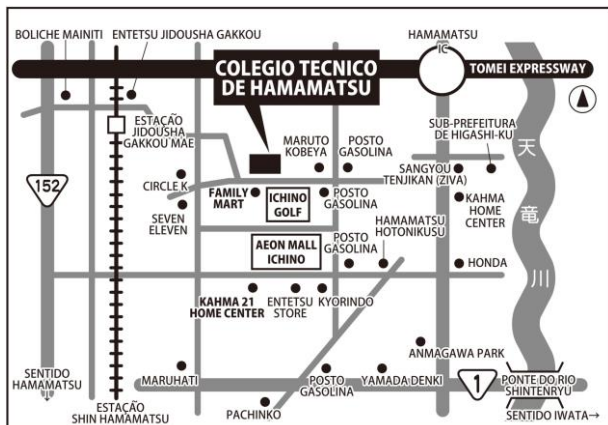 BOLICHE MAINITI
ENTETSU JIDOUSHA GAKKOU
HAMAMATSU
IC
COLEGIO TECNICO
DE HAMAMATSU
TOMEI EXPRESSWAY
ESTAÇÃO
JIDOUSHA
GAKKOU MAE
MARUTO
KOBEYA
POSTO
GASOLINA
SUB-PREFEITURA
DE HIGASHI-KU
天竜川
152
CIRCLE K
FAMILY
MART
ICHINO
GOLF
POSTO
GASOLINA
SANGYOU
TENJIKAN (ZIVA)
KAHMA
HOME
CENTER
SEVEN
ELEVEN
AEON MALL
ICHINO
POSTO
GASOLINA
HAMAMATSU
HOTONIKUSU
HONDA
KAHMA 21
HOME CENTER
ENTETSU
STORE
KYORINDO
ANMAGAWA PARK
SENTIDO
HAMAMATSU
↓
MARUHATI
POSTO
GASOLINA
YAMADA DENKI
1
PONTE DO RIO
SHINTENRYU
ESTAÇÃO
SHIN HAMAMATSU
PACHINKO
SENTIDO IWATA→